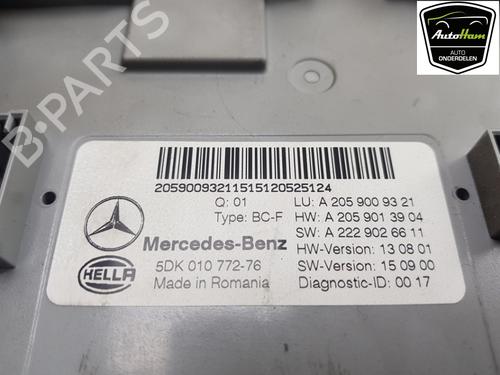 AutoHam
AUTO
ONDERDELEN
B-PARTS
20590093211515120525124
Q: 01
LU: A 205 900 93 21
Type: BC-F
HW: A 205 901 39 04
SW: A 222 902 66 11
Mercedes-Benz
HW-Version: 13 08 01
HELLA
5DK 010 772-76
SW-Version: 15 09 00
Made in Romania
Diagnostic-ID: 00 17